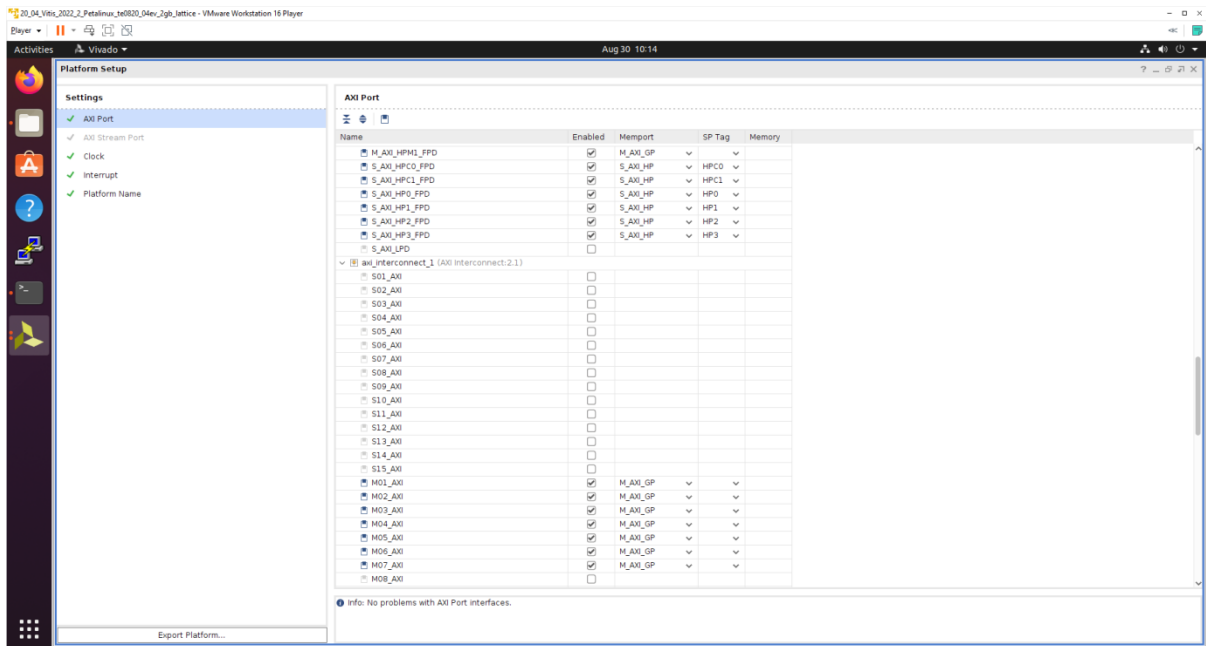 20_04_Vitis_2022_2_Petalinux_te0820_04ev_2gb_lattice - VMware Workstation 16 Player
Player
Activities Vivado Aug 30 10:14
Platform Setup
Settings
AXI Port
AXI Stream Port
Clock
Interrupt
Platform Name
Export Platform...
AXI Port
Name Enabled Memport SP Tag Memory
M_AXI_HPM1_FPD M_AXI_GP
S_AXI_HPC0_FPD S_AXI_HP HPC0
S_AXI_HPC1_FPD S_AXI_HP HPC1
S_AXI_HP0_FPD S_AXI_HP HP0
S_AXI_HP1_FPD S_AXI_HP HP1
S_AXI_HP2_FPD S_AXI_HP HP2
S_AXI_HP3_FPD S_AXI_HP HP3
S_AXI_LPD
axi_interconnect_1 (AXI Interconnect:2.1)
S01_AXI
S02_AXI
S03_AXI
S04_AXI
S05_AXI
S06_AXI
S07_AXI
S08_AXI
S09_AXI
S10_AXI
S11_AXI
S12_AXI
S13_AXI
S14_AXI
S15_AXI
M01_AXI M_AXI_GP
M02_AXI M_AXI_GP
M03_AXI M_AXI_GP
M04_AXI M_AXI_GP
M05_AXI M_AXI_GP
M06_AXI M_AXI_GP
M07_AXI M_AXI_GP
M08_AXI
Info: No problems with AXI Port interfaces.